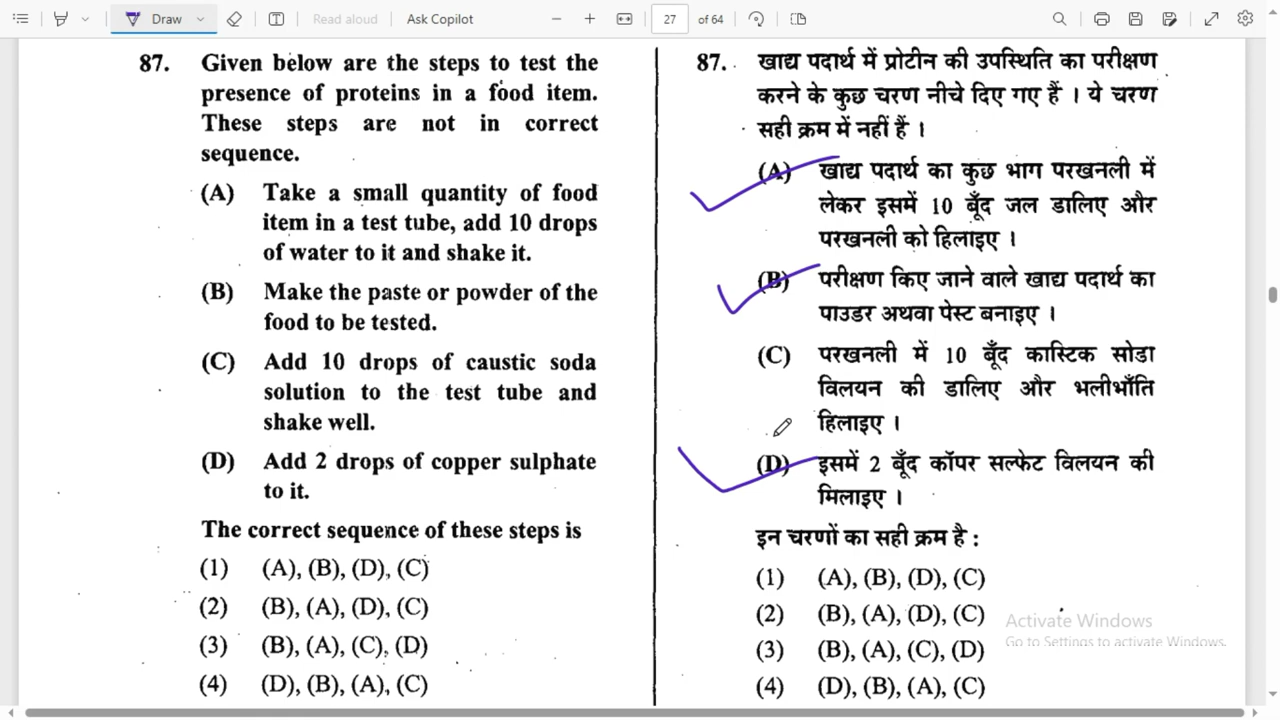 Draw
Read aloud
Ask Copilot
27
of 64
87.
Given below are the steps to test the
presence of proteins in a food item.
These steps are not in correct
sequence.
(A) Take a small quantity of food
item in a test tube, add 10 drops
of water to it and shake it.
(B) Make the paste or powder of the
food to be tested.
(C) Add 10 drops of caustic soda
solution to the test tube and
shake well.
(D) Add 2 drops of copper sulphate
to it.
The correct sequence of these steps is
(1) (A), (B), (D), (C)
(2) (B), (A), (D), (C)
(3) (B), (A), (C), (D)
(4) (D), (B), (A), (C)
87.
खाद्य पदार्थ में प्रोटीन की उपस्थिति का परीक्षण
करने के कुछ चरण नीचे दिए गए हैं । ये चरण
सही क्रम में नहीं हैं ।
(A) खाद्य पदार्थ का कुछ भाग परखनली में
लेकर इसमें 10 बूँद जल डालिए और
परखनली को हिलाइए ।
(B) परीक्षण किए जाने वाले खाद्य पदार्थ का
पाउडर अथवा पेस्ट बनाइए ।
(C) परखनली में 10 बूँद कास्टिक सोडा
विलयन की डालिए और भलीभाँति
हिलाइए ।
(D) इसमें 2 बूँद कॉपर सल्फेट विलयन की
मिलाइए ।
इन चरणों का सही क्रम है :
(1) (A), (B), (D), (C)
(2) (B), (A), (D), (C)
(3) (B), (A), (C), (D)
(4) (D), (B), (A), (C)
Activate Windows
Go to Settings to activate Windows.